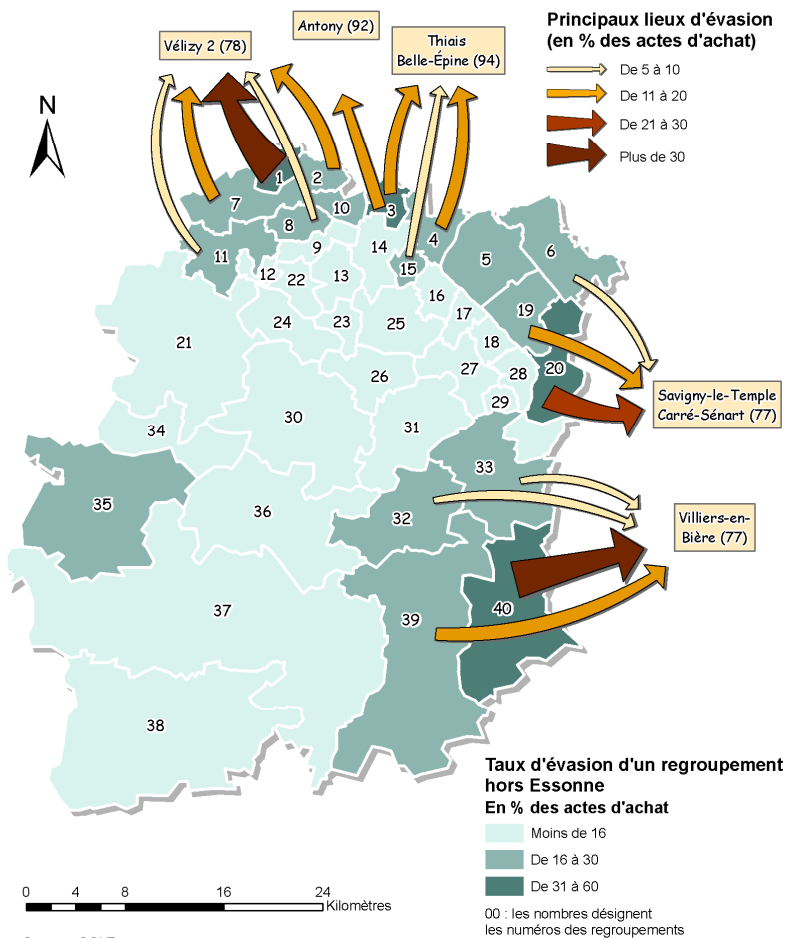 Principaux lieux d'évasion
(en % des actes d'achat)
De 5 à 10
De 11 à 20
De 21 à 30
Plus de 30
Vélizy 2 (78)
Antony (92)
Thiais
Belle-Épine (94)
N
1
2
3
4
5
6
7
8
9
10
11
12
13
14
15
16
17
18
19
20
21
22
23
24
25
26
27
28
29
30
31
32
33
34
35
36
37
38
39
40
Savigny-le-Temple
Carré-Sénart (77)
Villiers-en-
Bière (77)
Taux d'évasion d'un regroupement
hors Essonne
En % des actes d'achat
Moins de 16
De 16 à 30
De 31 à 60
00 : les nombres désignent
les numéros des regroupements
0 4 8 16 24
Kilomètres